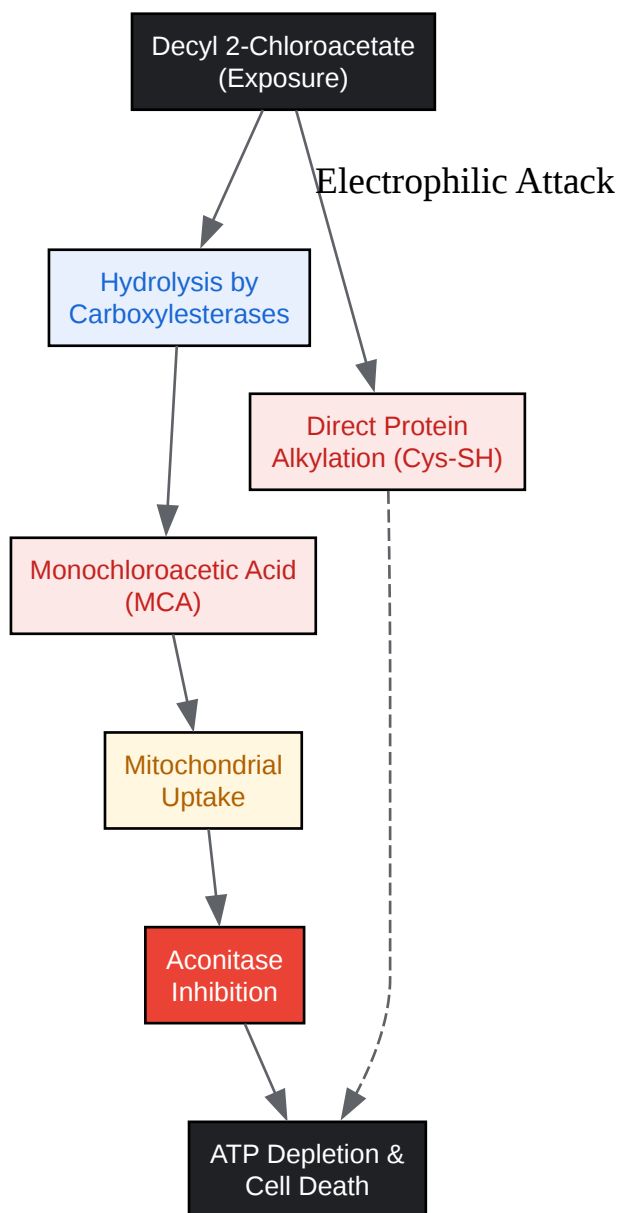 Decyl 2-Chloroacetate
(Exposure)
Electrophilic Attack
Hydrolysis by
Carboxylesterases
Direct Protein
Alkylation (Cys-SH)
Monochloroacetic Acid
(MCA)
Mitochondrial
Uptake
Aconitase
Inhibition
ATP Depletion &
Cell Death